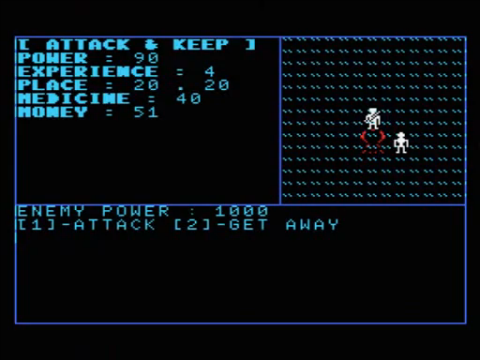 [ ATTACK & KEEP ]
POWER : 90
EXPERIENCE : 4
PLACE : 20 . 20
MEDICINE : 40
MONEY : 51
ENEMY POWER : 1000
[1]-ATTACK [2]-GET AWAY